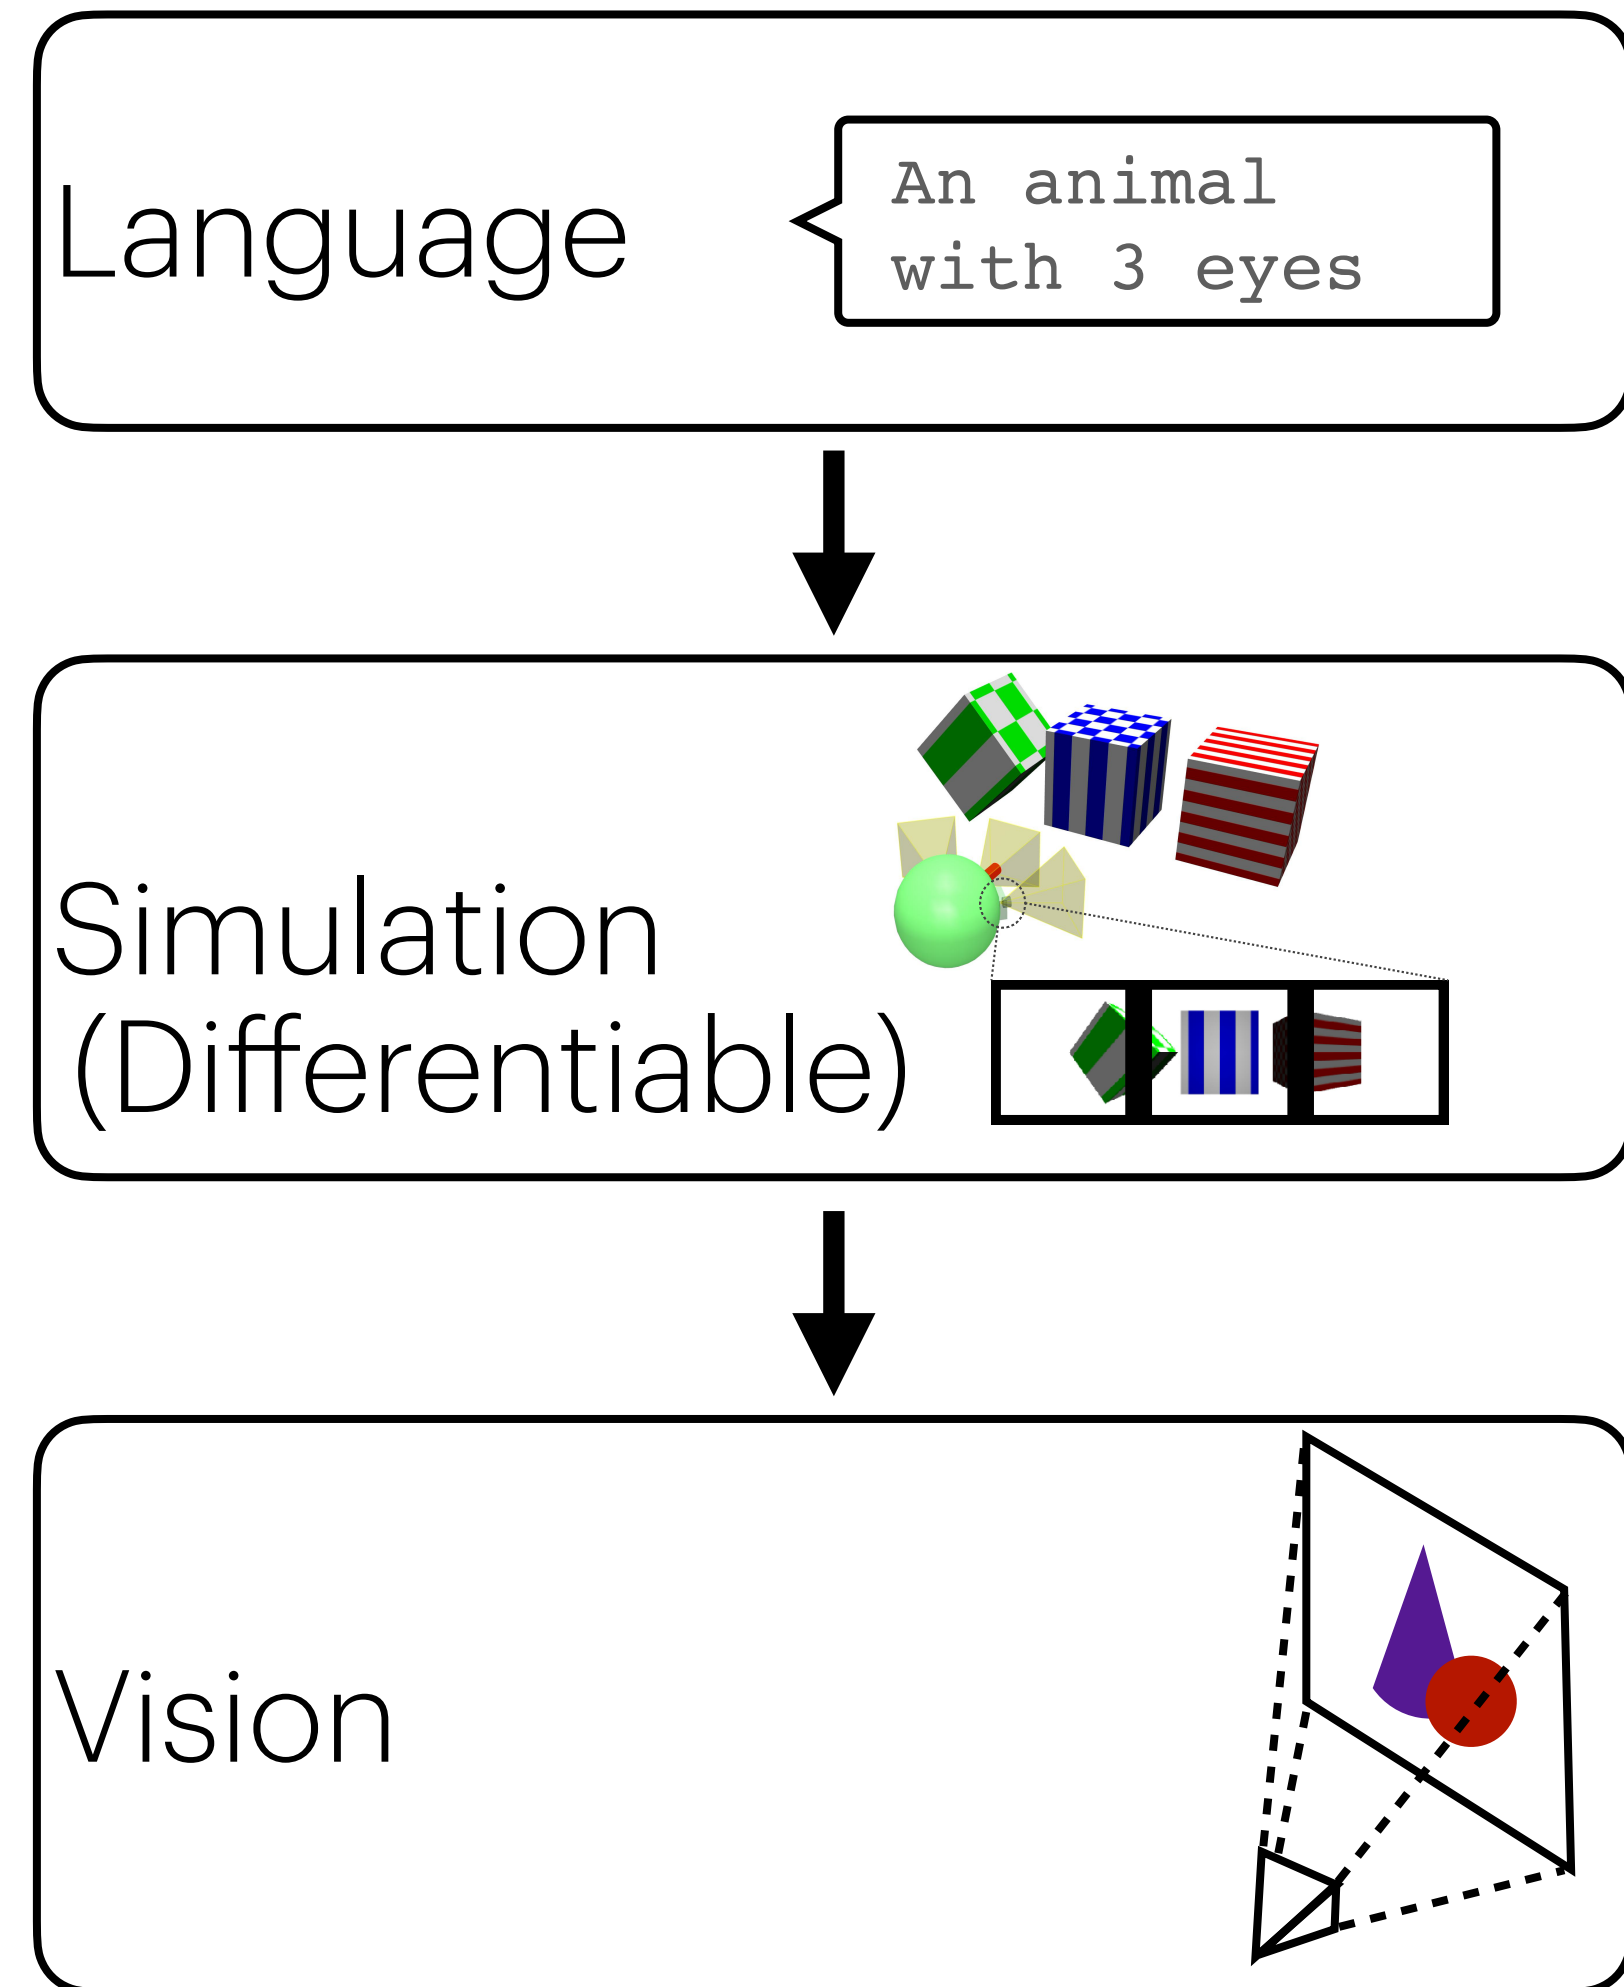 Language
An animal
with 3 eyes
Simulation
(Differentiable)
Vision